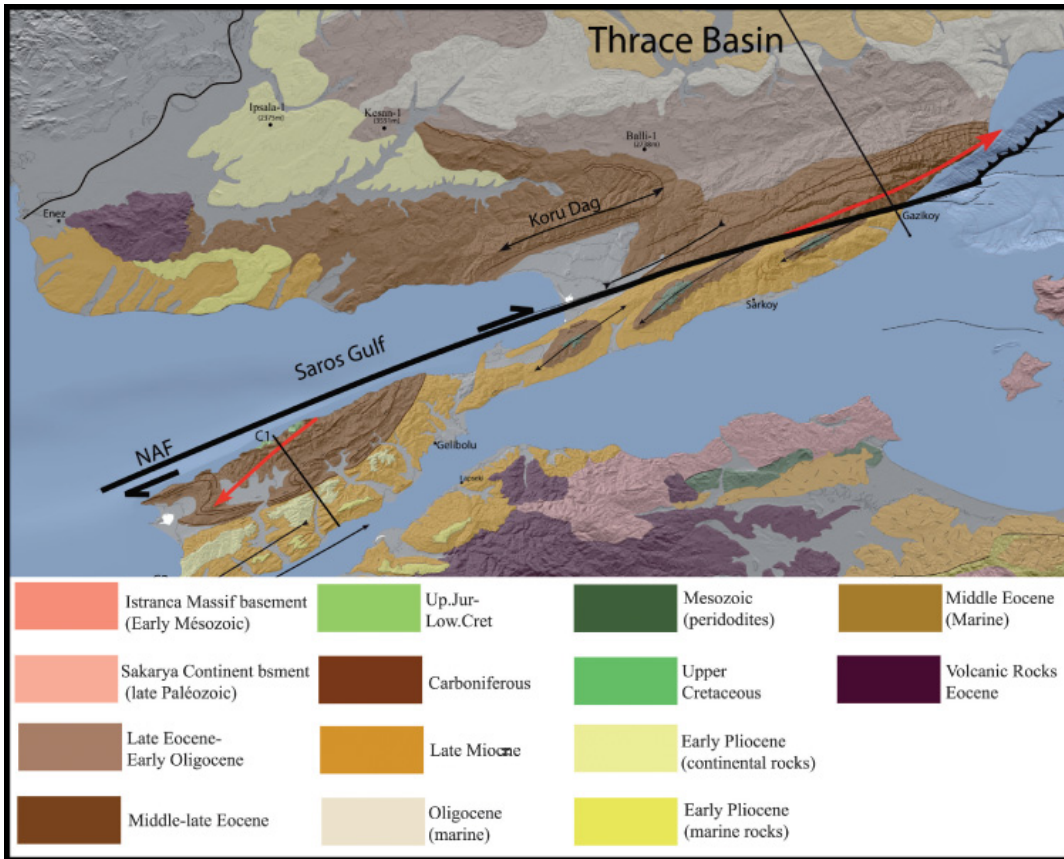 Thrace Basin
Ipsala-1
(2375m)
Kesan-1
(3551m)
Balli-1
Enez
Koru Dag
Gazikoy
Sarkoy
Saros Gulf
NAF
C1
Gelibolu
Istranca Massif basement
(Early Mésozoic)
Up.Jur-
Low.Cret
Mesozoic
(peridodites)
Middle Eocene
(Marine)
Sakarya Continent bsment
(late Paléozoic)
Carboniferous
Upper
Cretaceous
Volcanic Rocks
Eocene
Late Eocene-
Early Oligocene
Late Miocene
Early Pliocene
(continental rocks)
Middle-late Eocene
Oligocene
(marine)
Early Pliocene
(marine rocks)